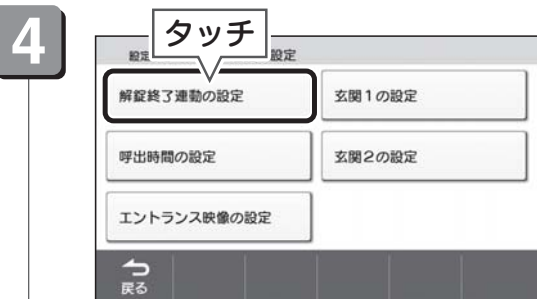 4
タッチ
設定
設定
解錠終了連動の設定
玄関1の設定
呼出時間の設定
玄関2の設定
エントランス映像の設定
戻る